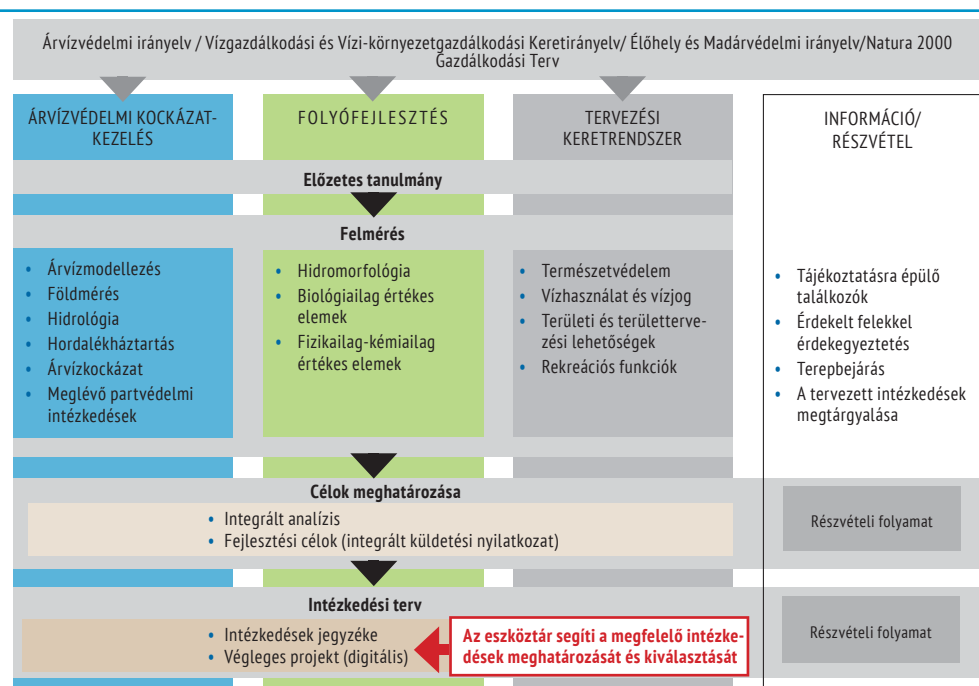 Árvízvédelmi irányelv / Vízgazdálkodási és Vízi-környezetgazdálkodási Keretirányelv/ Élőhely és Madárvédelmi irányelv/Natura 2000
Gazdálkodási Terv
ÁRVÍZVÉDELMI KOCKÁZAT-
KEZELÉS
FOLYÓFEJLESZTÉS
TERVEZÉSI
KERETRENDSZER
INFORMÁCIÓ/
RÉSZVÉTEL
Előzetes tanulmány
Felmérés
• Árvízmodellezés
• Földmérés
• Hidrológia
• Hordalékháztartás
• Árvízkockázat
• Meglévő partvédelmi
intézkedések
• Hidromorfológia
• Biológiailag értékes
elemek
• Fizikailag-kémiailag
értékes elemek
• Természetvédelem
• Vízhasználat és vízjog
• Területi és területterve-
zési lehetőségek
• Rekreációs funkciók
• Tájékoztatásra épülő
találkozók
• Érdekelt felekkel
érdekegyeztetés
• Terepbejárás
• A tervezett intézkedések
megtárgyalása
Célok meghatározása
• Integrált analízis
• Fejlesztési célok (integrált küldetési nyilatkozat)
Részvételi folyamat
Intézkedési terv
• Intézkedések jegyzéke
• Végleges projekt (digitális)
Az eszköztár segíti a megfelelő intézke-
dések meghatározását és kiválasztását
Részvételi folyamat